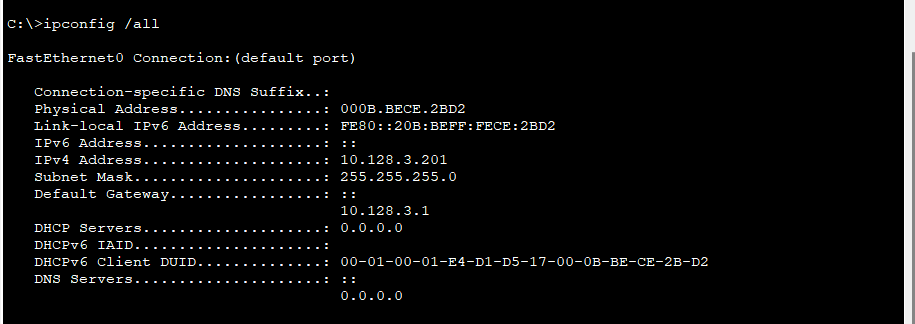 C:\>ipconfig /all
FastEthernet0 Connection:(default port)
Connection-specific DNS Suffix..:
Physical Address................: 000B.BECE.2BD2
Link-local IPv6 Address.........: FE80::20B:BEFF:FECE:2BD2
IPv6 Address....................: ::
IPv4 Address....................: 10.128.3.201
Subnet Mask.....................: 255.255.255.0
Default Gateway.................: ::
10.128.3.1
DHCP Servers....................: 0.0.0.0
DHCPv6 IAID.....................:
DHCPv6 Client DUID..............: 00-01-00-01-E4-D1-D5-17-00-0B-BE-CE-2B-D2
DNS Servers.....................: ::
0.0.0.0